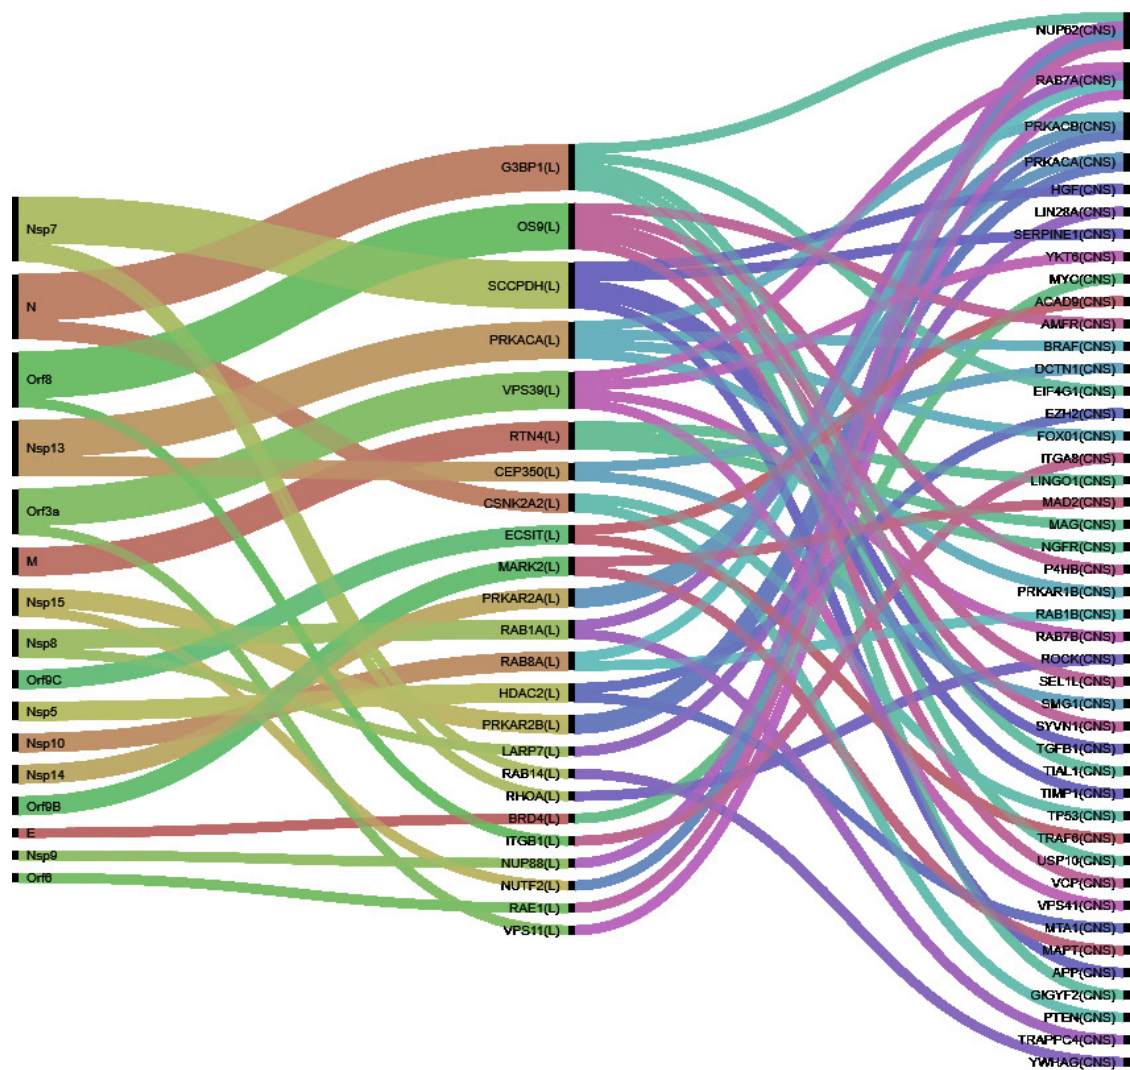 Nsp7
N
Orf8
Nsp13
Orf3a
M
Nsp15
Nsp8
Orf9C
Nsp5
Nsp10
Nsp14
Orf9B
E
Nsp9
Orf6
G3BP1(L)
OS9(L)
SCCPDH(L)
PRKACA(L)
VPS39(L)
RTN4(L)
CEP350(L)
CSNK2A2(L)
ECSIT(L)
MARK2(L)
PRKAR2A(L)
RAB1A(L)
RAB8A(L)
HDAC2(L)
PRKAR2B(L)
LARP7(L)
RAB14(L)
RHOA(L)
BRD4(L)
ITGB1(L)
NUP88(L)
NUTF2(L)
RAE1(L)
VPS11(L)
NUP62(CNS)
RAB7A(CNS)
PRKACB(CNS)
PRKACA(CNS)
HGF(CNS)
LIN28A(CNS)
SERPINE1(CNS)
YKT6(CNS)
MYC(CNS)
ACAD9(CNS)
AMFR(CNS)
BRAF(CNS)
DCTN1(CNS)
EIF4G1(CNS)
EZH2(CNS)
FOX01(CNS)
ITGA8(CNS)
LINGO1(CNS)
MAD2(CNS)
MAG(CNS)
NGFR(CNS)
P4HB(CNS)
PRKAR1B(CNS)
RAB1B(CNS)
RAB7B(CNS)
ROCK(CNS)
SEL1L(CNS)
SMG1(CNS)
SYVN1(CNS)
TGFB1(CNS)
TIAL1(CNS)
TIMP1(CNS)
TP53(CNS)
TRAF6(CNS)
USP10(CNS)
VCP(CNS)
VPS41(CNS)
MTA1(CNS)
MAPT(CNS)
APP(CNS)
GIGYF2(CNS)
PTEN(CNS)
TRAPPC4(CNS)
YWHAG(CNS)